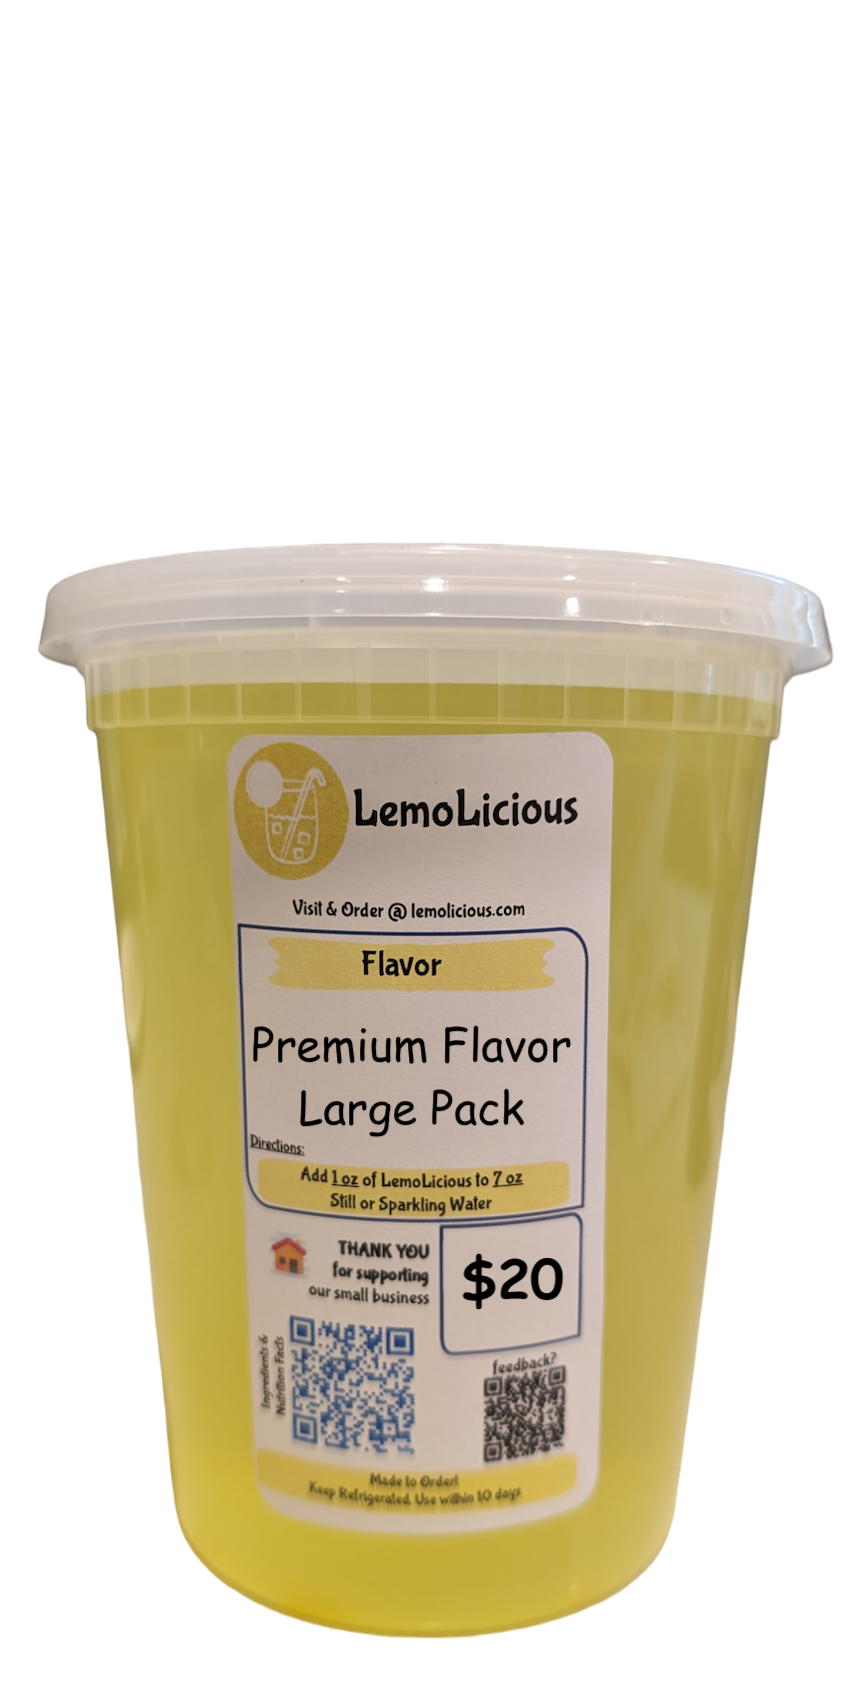 LemoLicious
Visit & Order @ lemolicious.com
Flavor
Premium Flavor
Large Pack
Directions:
Add 1 oz of LemoLicious to 7 oz
Still or Sparkling Water
THANK YOU
for supporting
our small business
$20
Ingredients &
Nutrition Facts
feedback?
Made to Order!
Keep Refrigerated. Use within 10 days